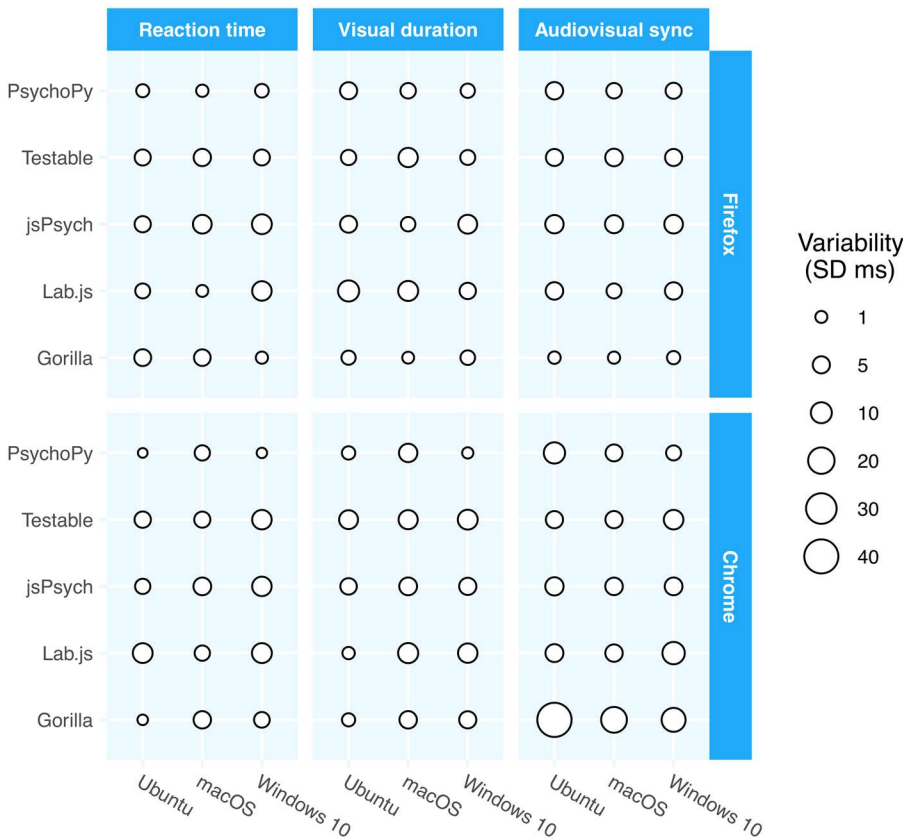 Reaction time
Visual duration
Audiovisual sync
PsychoPy
Testable
jsPsych
Lab.js
Gorilla
Firefox
PsychoPy
Testable
jsPsych
Lab.js
Gorilla
Chrome
Ubuntu
macOS
Windows 10
Ubuntu
macOS
Windows 10
Ubuntu
macOS
Windows 10
Variability
(SD ms)
1
5
10
20
30
40